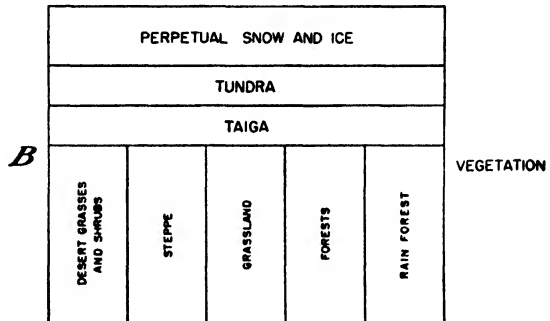 PERPETUAL SNOW AND ICE
TUNDRA
TAIGA
B
VEGETATION
DESERT GRASSES
AND SHRUBS
STEPPE
GRASSLAND
FORESTS
RAIN FOREST